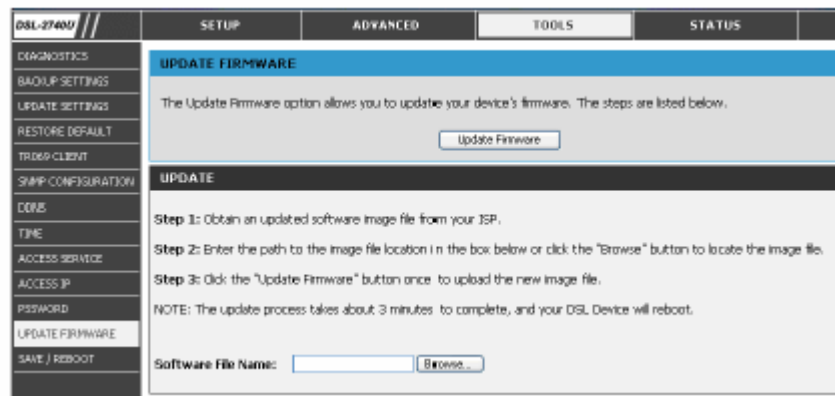 DSL-2740U
SETUP
ADVANCED
TOOLS
STATUS
DIAGNOSTICS
BACKUP SETTINGS
UPDATE SETTINGS
RESTORE DEFAULT
TR069 CLIENT
SNMP CONFIGURATION
DDNS
TIME
ACCESS SERVICE
ACCESS IP
PSSWORD
UPDATE FIRMWARE
SAVE / REBOOT
UPDATE FIRMWARE
The Update Firmware option allows you to update your device's firmware. The steps are listed below.
Update Firmware
UPDATE
Step 1: Obtain an updated software image file from your ISP.
Step 2: Enter the path to the image file location in the box below or click the "Browse" button to locate the image file.
Step 3: Click the "Update Firmware" button once to upload the new image file.
NOTE: The update process takes about 3 minutes to complete, and your DSL Device will reboot.
Software File Name:
Browse...